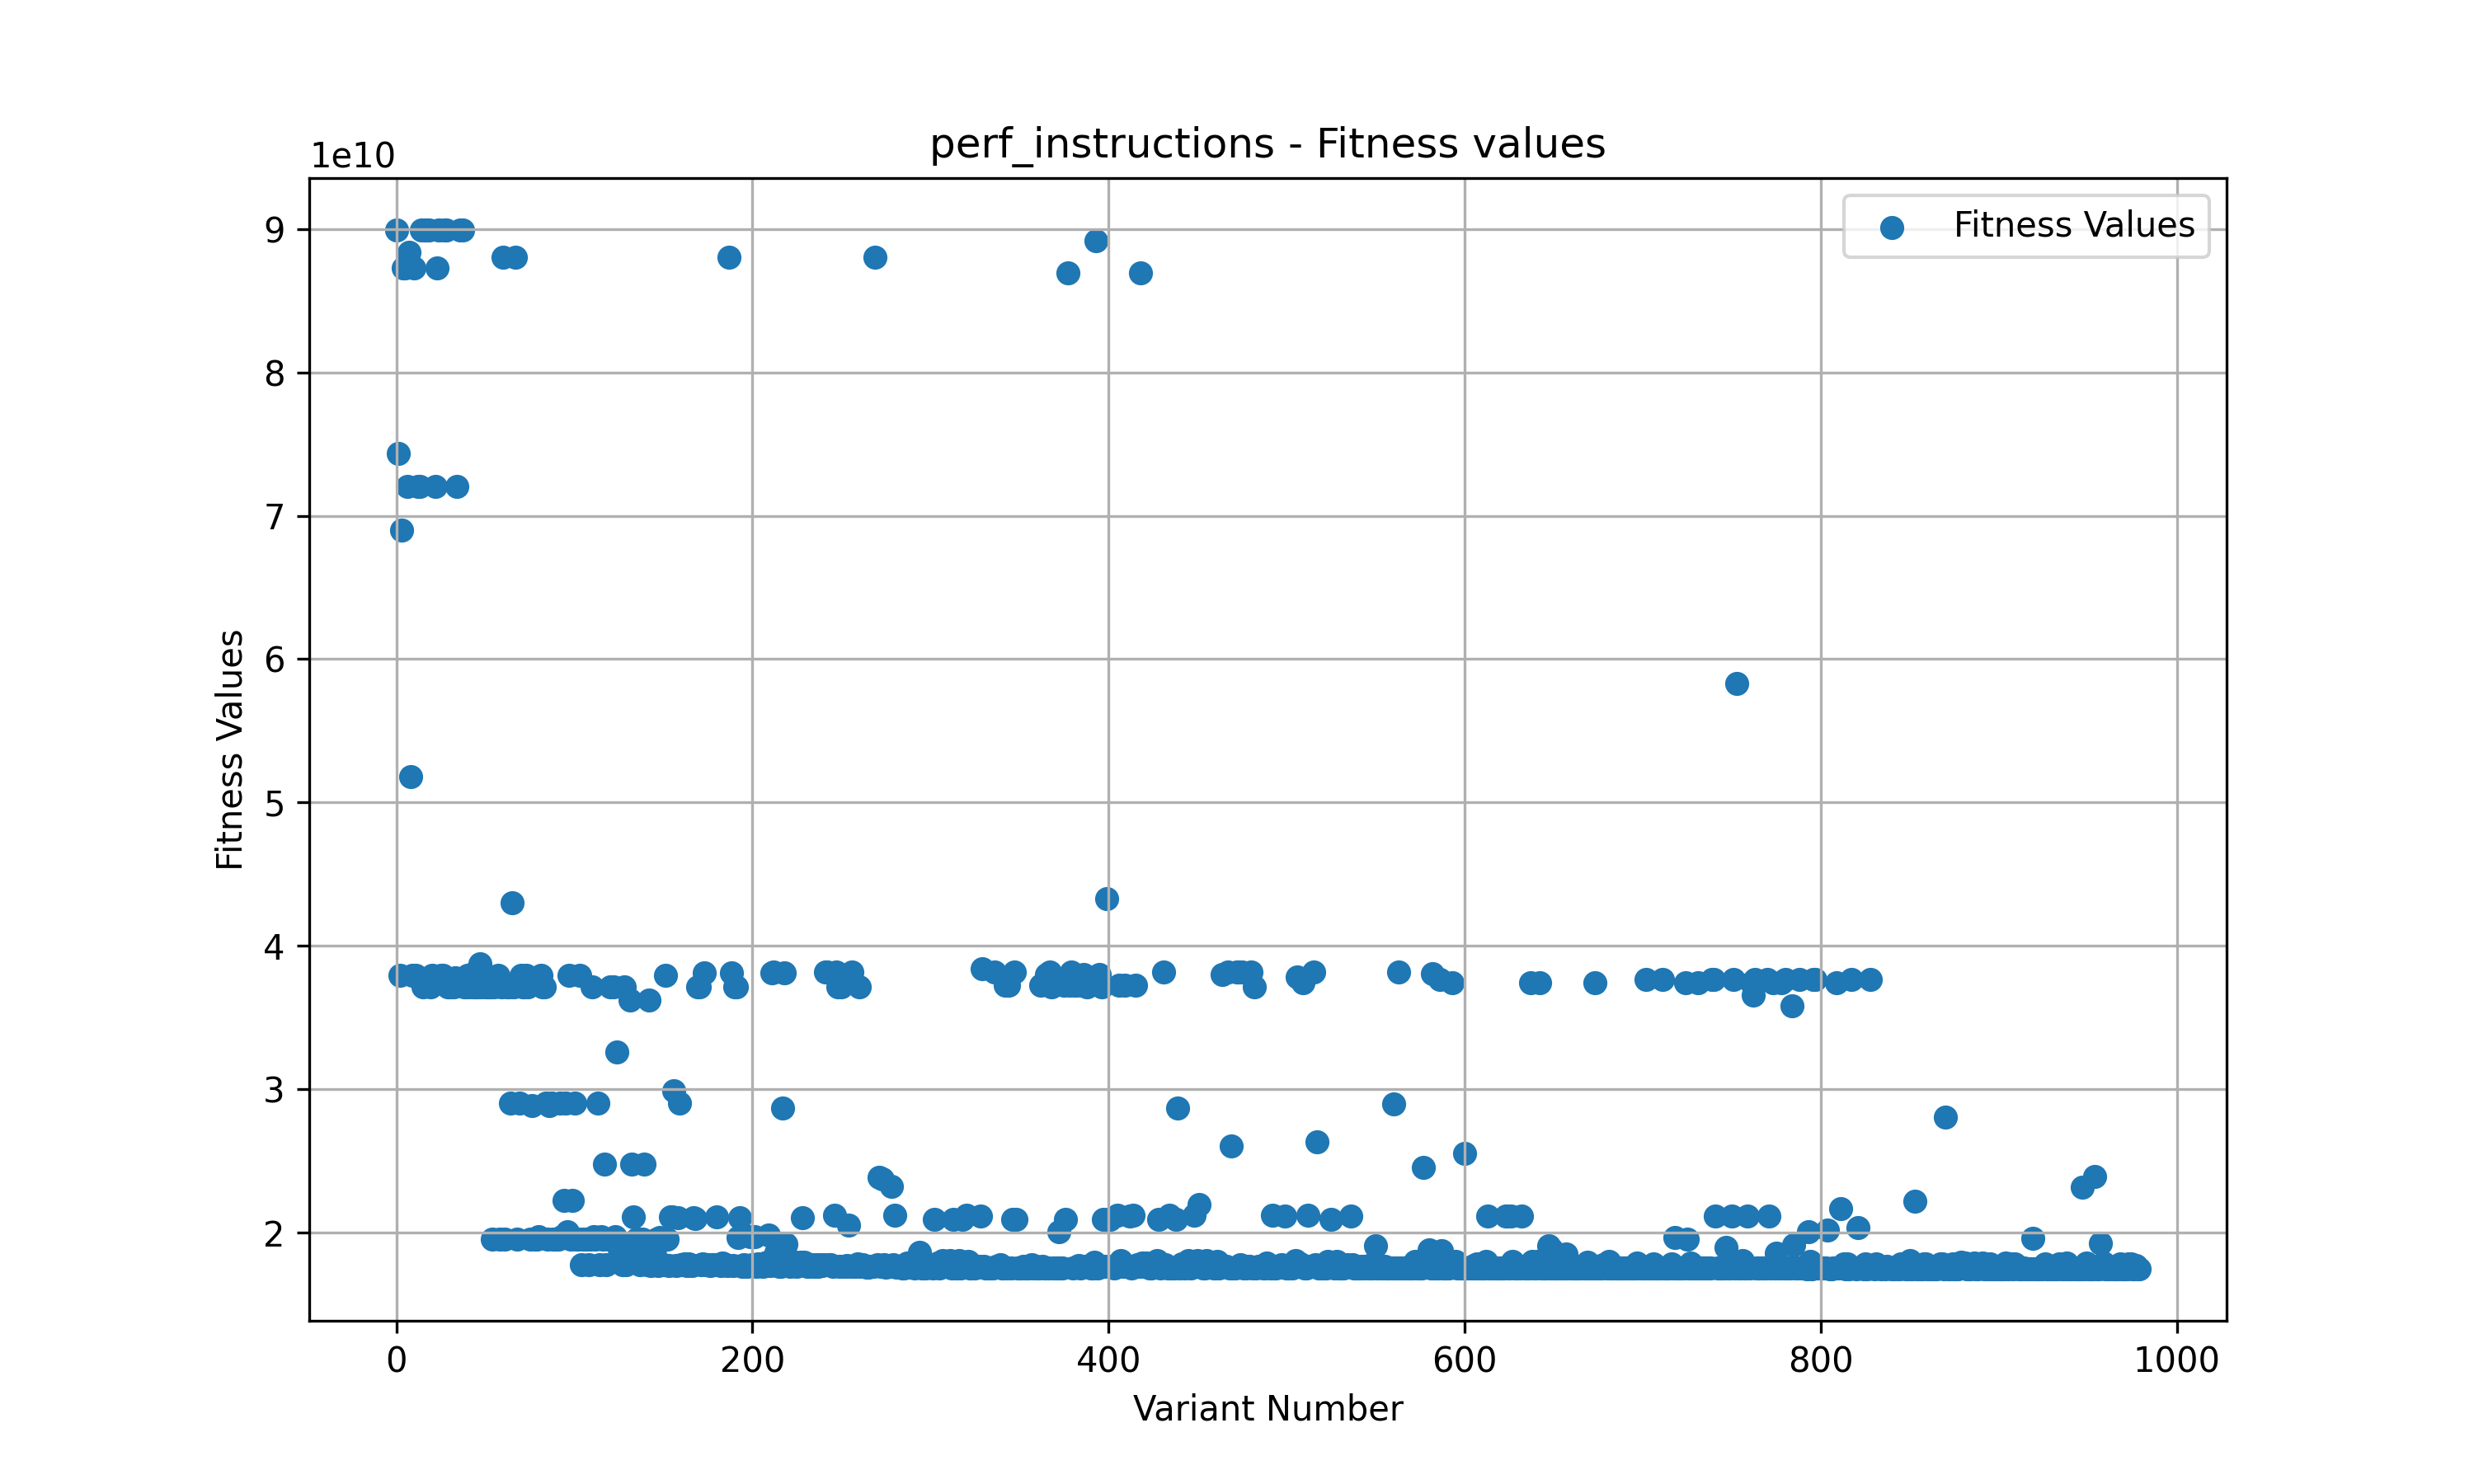 perf_instructions - Fitness values
1e10
Fitness Values
9
8
7
6
5
4
3
2
Fitness Values
0 200 400 600 800 1000
Variant Number